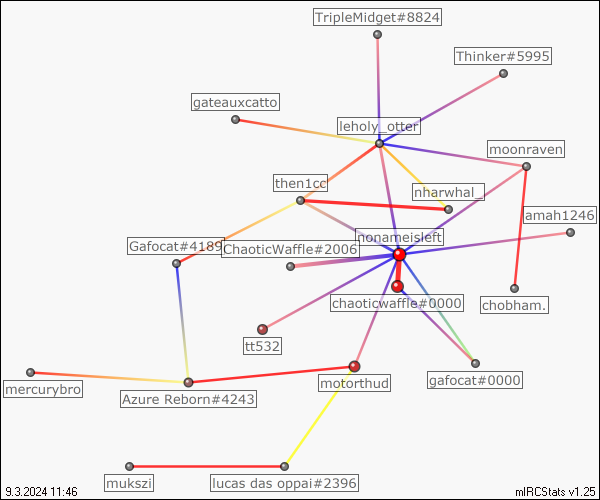 TripleMidget#8824
Thinker#5995
gateauxcatto
leholy_otter
moonraven
then1cc
nharwhal_
amah1246
nonameisleft
Gafocat#4189
ChaoticWaffle#2006
chaoticwaffle#0000
chobham.
tt532
motorthud
gafocat#0000
mercurybro
Azure Reborn#4243
mukszi
lucas das oppai#2396
9.3.2024 11:46
mIRCStats v1.25